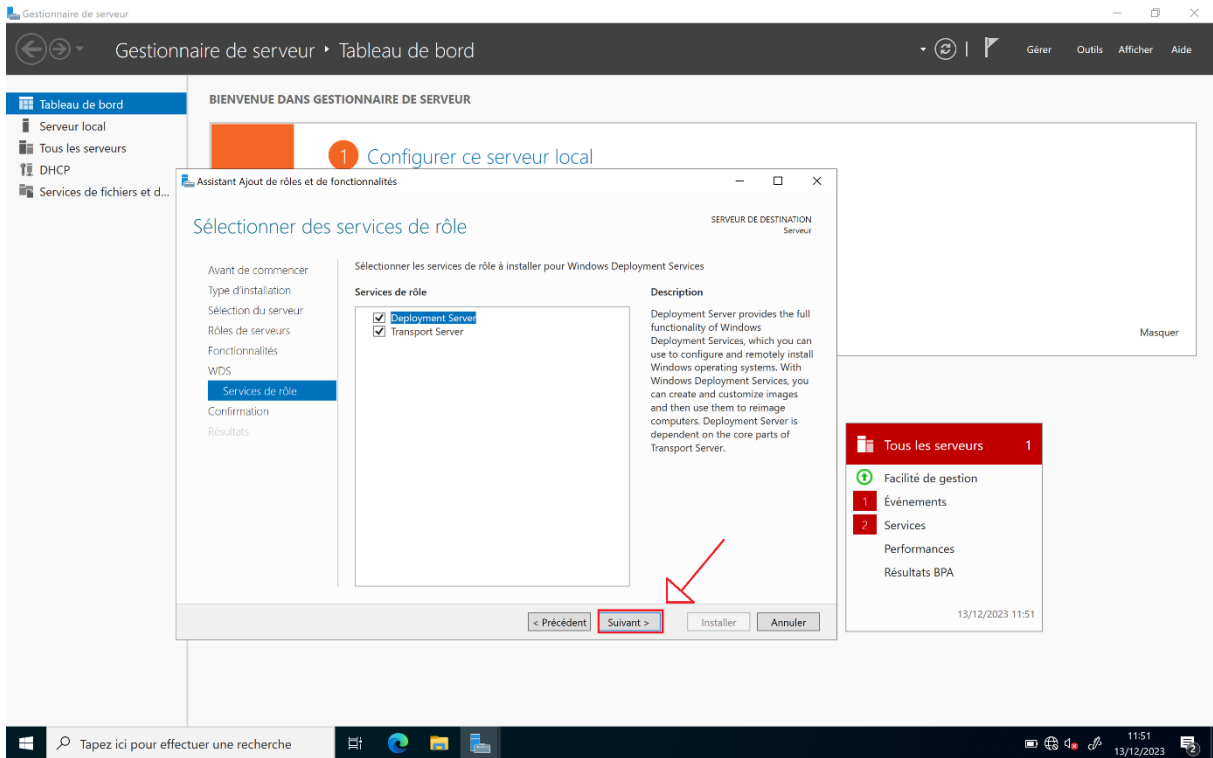 Gestionnaire de serveur
Gestionnaire de serveur • Tableau de bord
Gérer Outils Afficher Aide
Tableau de bord
Serveur local
Tous les serveurs
DHCP
Services de fichiers et d...
BIENVENUE DANS GESTIONNAIRE DE SERVEUR
1 Configurer ce serveur local
Assistant Ajout de rôles et de fonctionnalités
Sélectionner des services de rôle
SERVEUR DE DESTINATION
Serveur
Avant de commencer
Type d'installation
Sélection du serveur
Rôles de serveurs
Fonctionnalités
WDS
Services de rôle
Confirmation
Résultats
Sélectionner les services de rôle à installer pour Windows Deployment Services
Services de rôle
Deployment Server
Transport Server
Description
Deployment Server provides the full
functionality of Windows
Deployment Services, which you can
use to configure and remotely install
Windows operating systems. With
Windows Deployment Services, you
can create and customize images
and then use them to reimage
computers. Deployment Server is
dependent on the core parts of
Transport Server.
< Précédent Suivant > Installer Annuler
Masquer
Tous les serveurs 1
Facilité de gestion
1 Événements
2 Services
Performances
Résultats BPA
13/12/2023 11:51
Tapez ici pour effectuer une recherche
11:51
13/12/2023
2